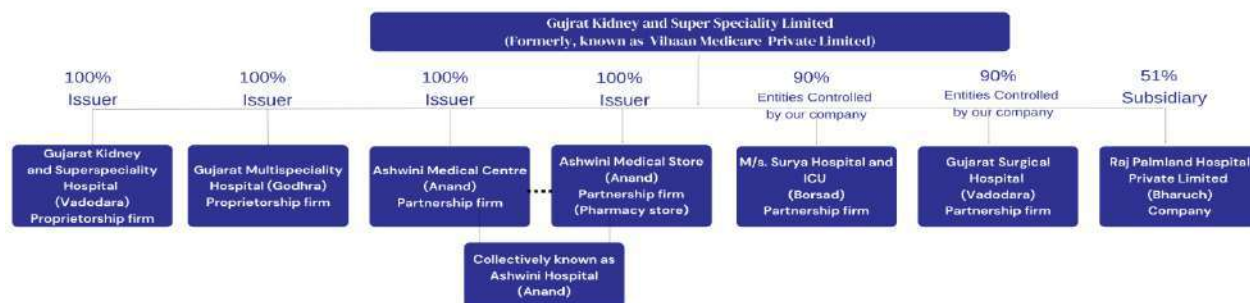 Gujrat Kidney and Super Speciality Limited
(Formerly, known as Vihaan Medicare Private Limited)
100%
Issuer
100%
Issuer
100%
Issuer
100%
Issuer
90%
Entities Controlled
by our company
90%
Entities Controlled
by our company
51%
Subsidiary
Gujarat Kidney
and Superspeciality
Hospital
(Vadodara)
Proprietorship firm
Gujarat Multispeciality
Hospital (Godhra)
Proprietorship firm
Ashwini Medical Centre
(Anand)
Partnership firm
Ashwini Medical Store
(Anand)
Partnership firm
(Pharmacy store)
M/s. Surya Hospital and
ICU
(Borsad)
Partnership firm
Gujarat Surgical
Hospital
(Vadodara)
Partnership firm
Raj Palmland Hospital
Private Limited
(Bharuch)
Company
Collectively known as
Ashwini Hospital
(Anand)